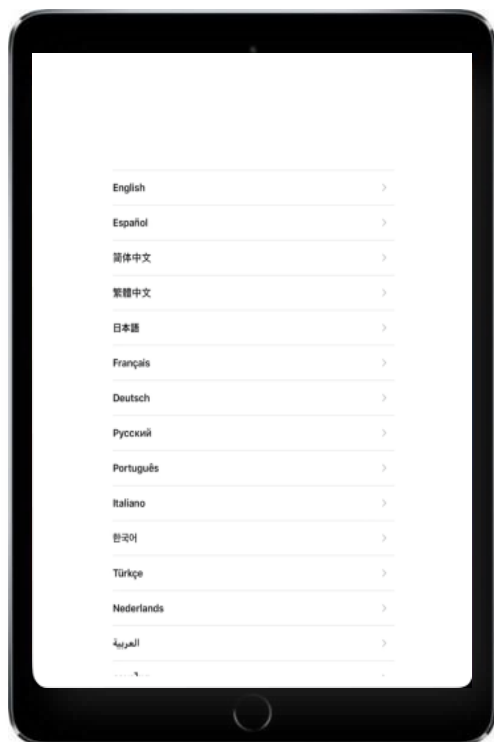 English
Español
简体中文
繁體中文
日本語
Français
Deutsch
Русский
Português
Italiano
한국어
Türkçe
Nederlands
العربية